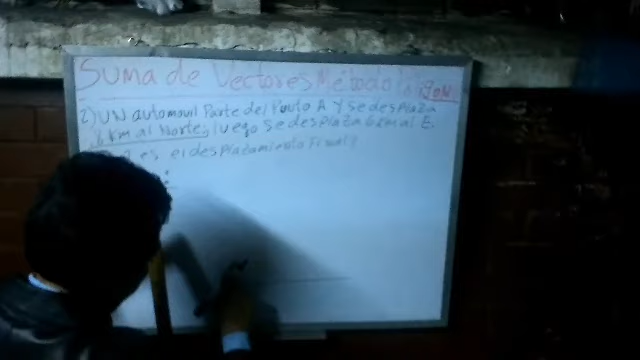 Suma de Vectores Método
2) UN automovil Parte del Punto A y se desplaza
6 Km al Norte, luego se desplaza 6 Km al E.
es el desplazamiento Final?